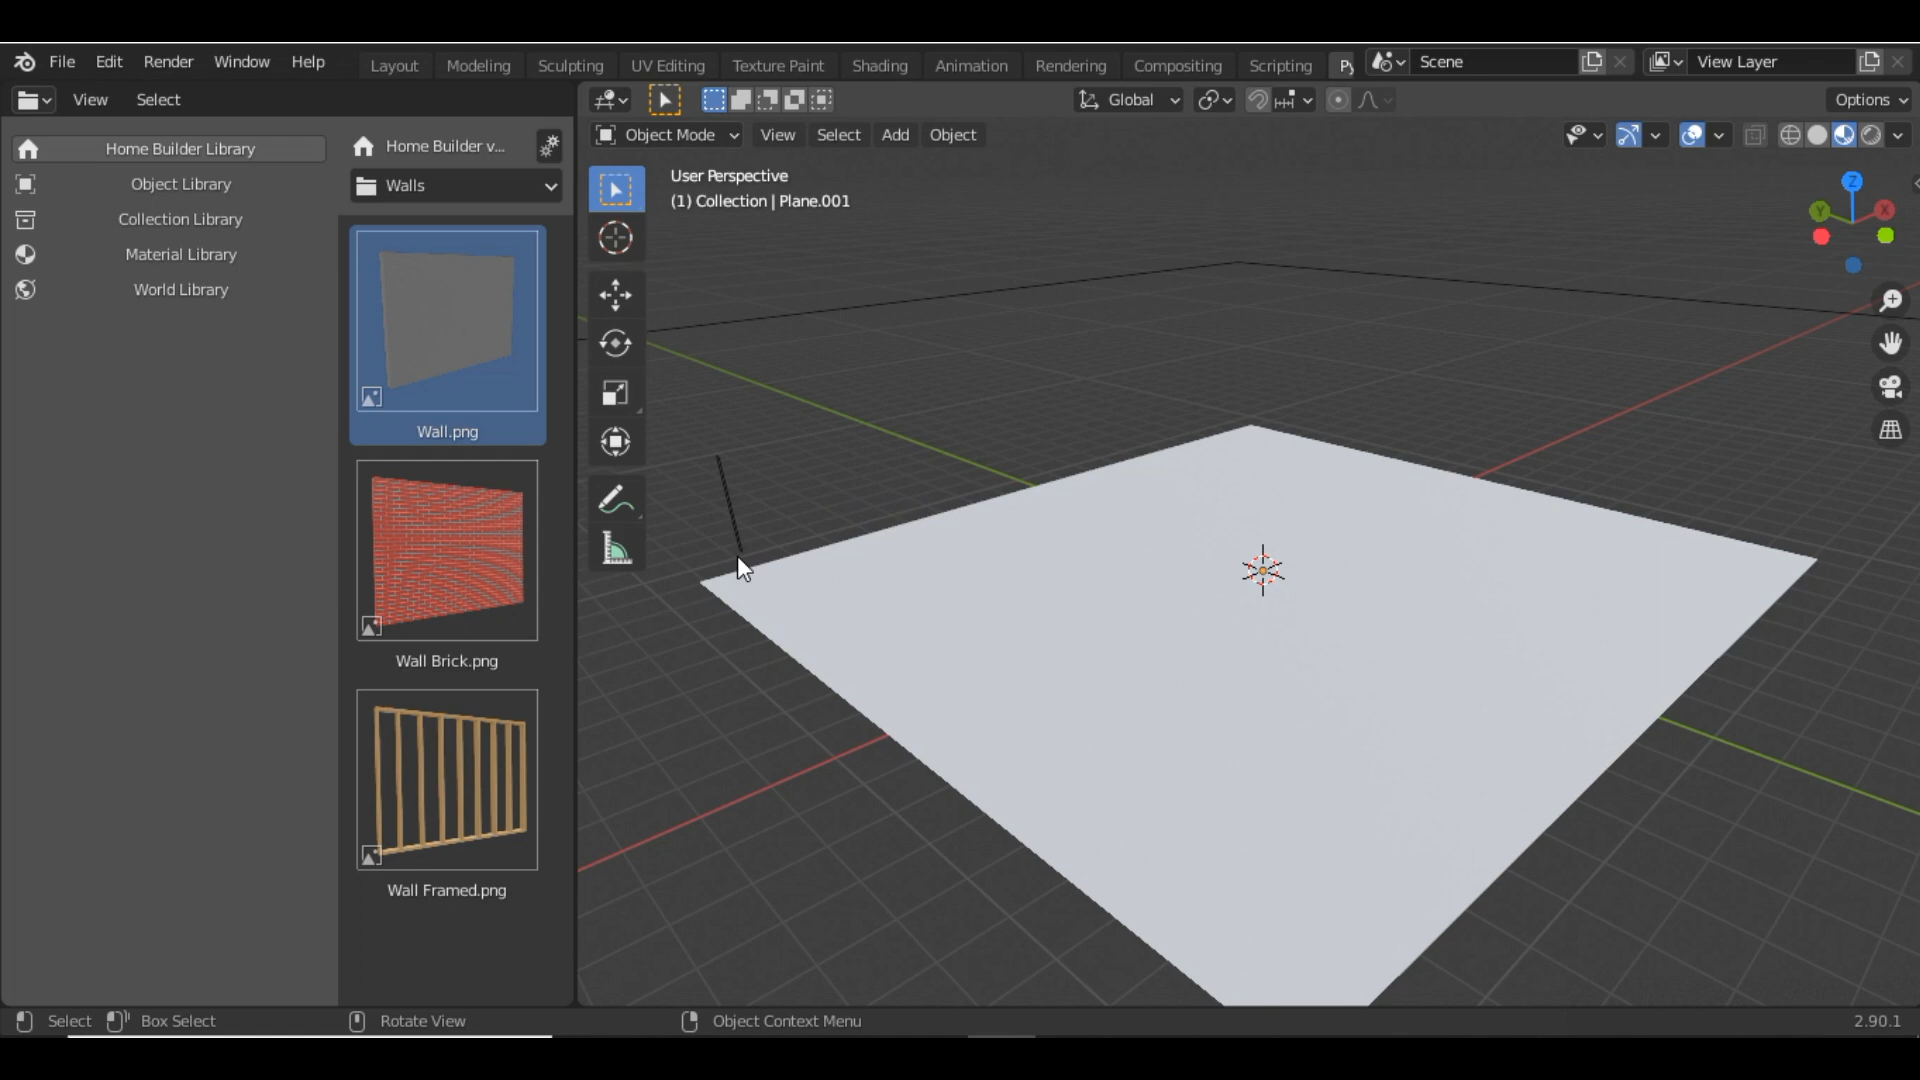 File Edit Render Window Help Layout Modeling Sculpting UV Editing Texture Paint Shading Animation Rendering Compositing Scripting Py Scene View Layer
View Select Global Options
Object Mode View Select Add Object
Home Builder Library
Object Library
Collection Library
Material Library
World Library
Home Builder v...
Walls
Wall.png
Wall Brick.png
Wall Framed.png
User Perspective
(1) Collection | Plane.001
Z
Y
X
Select Box Select Rotate View Object Context Menu 2.90.1